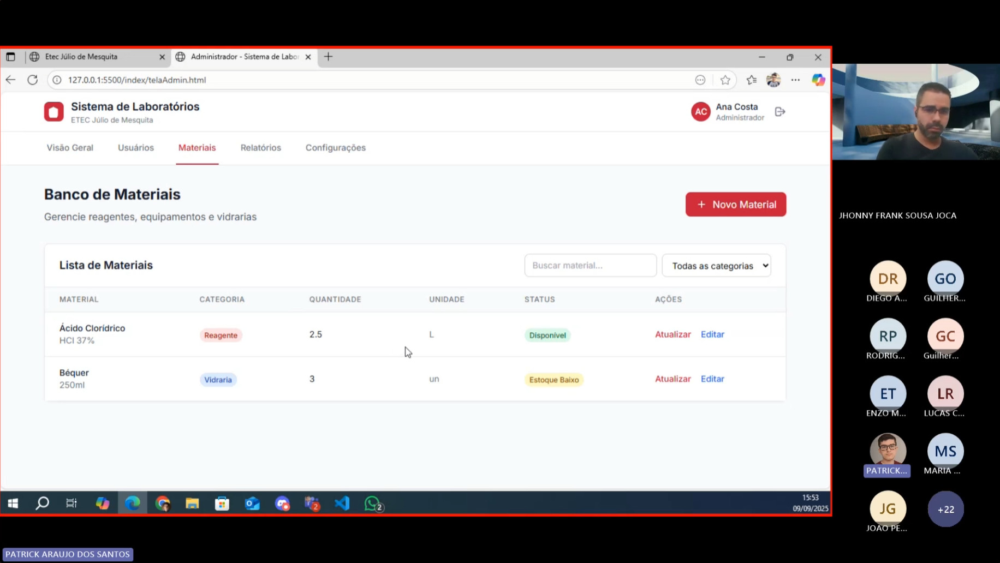 Etec Júlio de Mesquita
Administrador - Sistema de Labor
127.0.0.1:5500/index/telaAdmin.html
Sistema de Laboratórios
ETEC Júlio de Mesquita
AC
Ana Costa
Administrador
Visão Geral
Usuários
Materiais
Relatórios
Configurações
Banco de Materiais
Gerencie reagentes, equipamentos e vidrarias
+ Novo Material
Lista de Materiais
Buscar material...
Todas as categorias
MATERIAL
CATEGORIA
QUANTIDADE
UNIDADE
STATUS
AÇÕES
Ácido Clorídrico
HCl 37%
Reagente
2.5
L
Disponível
Atualizar
Editar
Béquer
250ml
Vidraria
3
un
Estoque Baixo
Atualizar
Editar
2
2
15:53
09/09/2025
PATRICK ARAUJO DOS SANTOS
JHONNY FRANK SOUSA JOCA
DR
DIEGO A...
GO
GUILHER...
RP
RODRIG...
GC
Guilher...
ET
ENZO M...
LR
LUCAS C...
PATRICK...
MS
MARIA ...
JG
JOAO PE...
+22